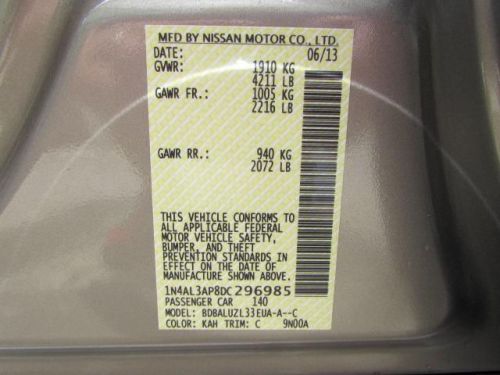 MFD BY NISSAN MOTOR CO., LTD.
DATE: 06/13
GVWR: 1910 KG
4211 LB
GAWR FR.: 1005 KG
2216 LB
GAWR RR.: 940 KG
2072 LB
THIS VEHICLE CONFORMS TO
ALL APPLICABLE FEDERAL
MOTOR VEHICLE SAFETY,
BUMPER, AND THEFT
PREVENTION STANDARDS
IN EFFECT ON THE DATE OF
MANUFACTURE SHOWN ABOVE.
1N4AL3AP8DC296985
PASSENGER CAR 140
MODEL: BDBALUZL33EUA-A--C
COLOR: KAH TRIM: C 9N00A